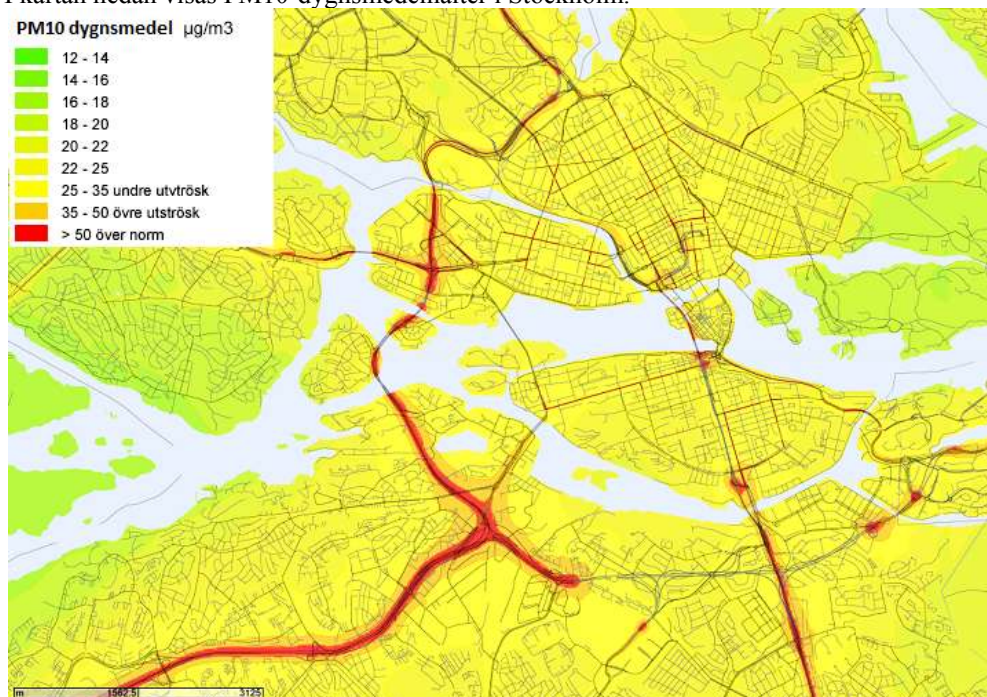 I kartan nedan visas PM10-dygnsmedelhalter i Stockholm.
PM10 dygnsmedel µg/m3
12 - 14
14 - 16
16 - 18
18 - 20
20 - 22
22 - 25
25 - 35 undre utvtrösk
35 - 50 övre utströsk
> 50 över norm
m 1562.5 3125